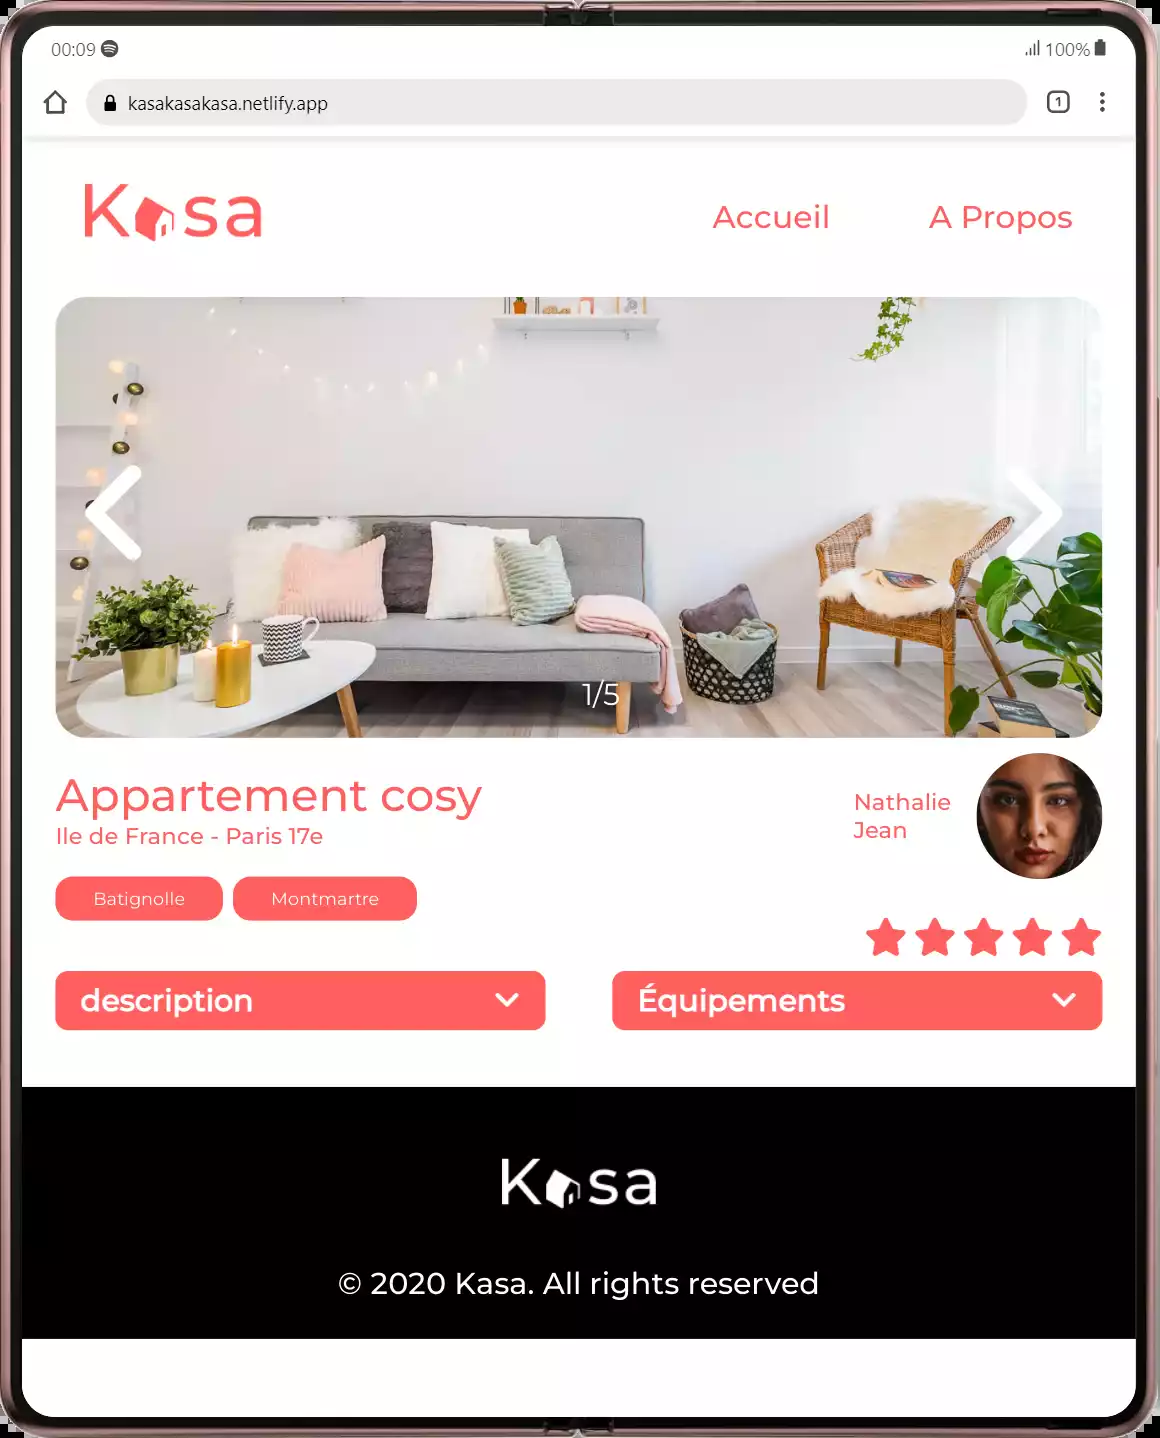 00:09
100%
kasakasakasa.netlify.app
1
Kasa
Accueil
A Propos
1/5
Appartement cosy
Ile de France - Paris 17e
Nathalie
Jean
Batignolle
Montmartre
description
Équipements
Kasa
© 2020 Kasa. All rights reserved